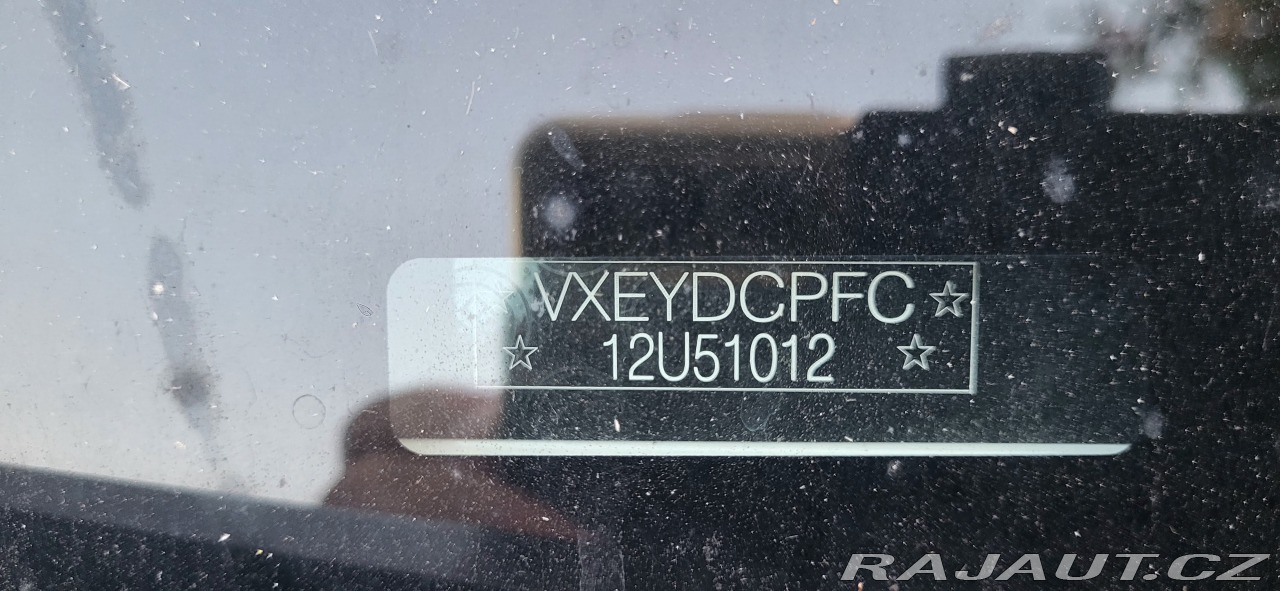 ☆ VXEYDCPFC ☆
☆ 12U51012 ☆
RAJAUT.CZ